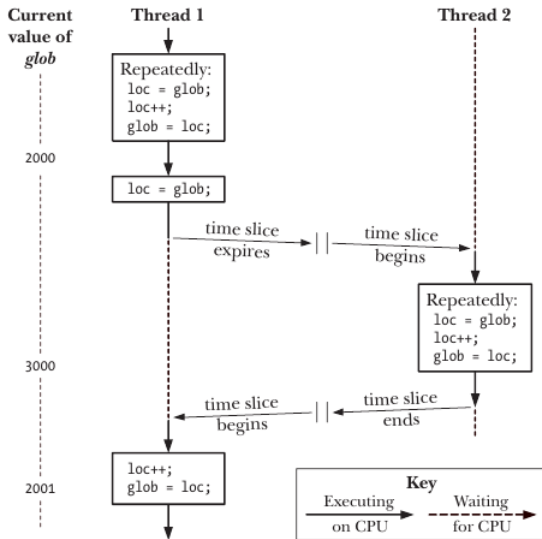 Current
value of
glob
Thread 1
Thread 2
Repeatedly:
loc = glob;
loc++;
glob = loc;
2000
loc = glob;
time slice
expires
time slice
begins
Repeatedly:
loc = glob;
loc++;
glob = loc;
3000
time slice
begins
time slice
ends
loc++;
glob = loc;
2001
Key
Executing
on CPU
Waiting
for CPU